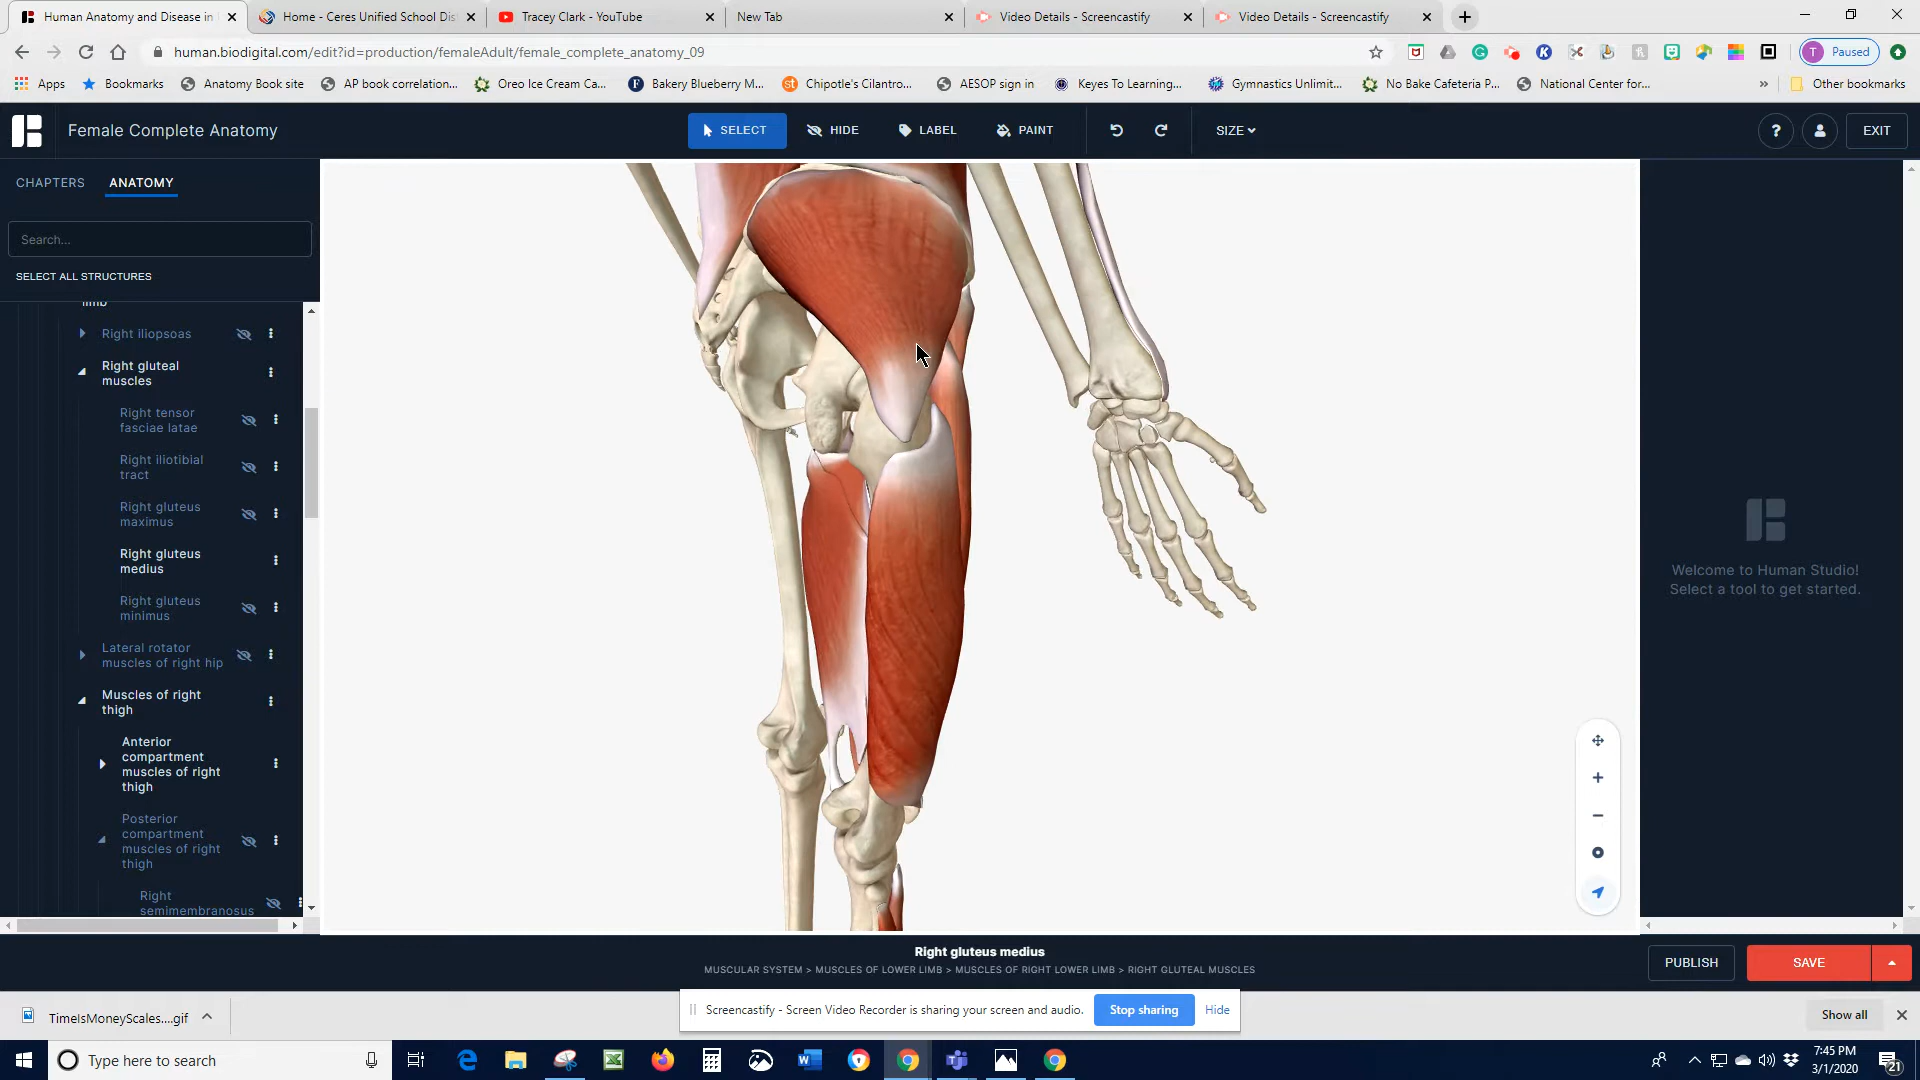 Human Anatomy and Disease in
Home - Ceres Unified School Dis
Tracey Clark - YouTube
New Tab
Video Details - Screencastify
Video Details - Screencastify
human.biodigital.com/edit?id=production/femaleAdult/female_complete_anatomy_09
T Paused
Apps
Bookmarks
Anatomy Book site
AP book correlation...
Oreo Ice Cream Ca...
Bakery Blueberry M...
Chipotle's Cilantro...
AESOP sign in
Keyes To Learning...
Gymnastics Unlimit...
No Bake Cafeteria P...
National Center for...
Other bookmarks
Female Complete Anatomy
SELECT
HIDE
LABEL
PAINT
SIZE
?
EXIT
CHAPTERS
ANATOMY
Search...
SELECT ALL STRUCTURES
limb
Right iliopsoas
Right gluteal
muscles
Right tensor
fasciae latae
Right iliotibial
tract
Right gluteus
maximus
Right gluteus
medius
Right gluteus
minimus
Lateral rotator
muscles of right hip
Muscles of right
thigh
Anterior
compartment
muscles of right
thigh
Posterior
compartment
muscles of right
thigh
Right
semimembranosus
Welcome to Human Studio!
Select a tool to get started.
Right gluteus medius
MUSCULAR SYSTEM > MUSCLES OF LOWER LIMB > MUSCLES OF RIGHT LOWER LIMB > RIGHT GLUTEAL MUSCLES
PUBLISH
SAVE
TimeIsMoneyScales....gif
Screencastify - Screen Video Recorder is sharing your screen and audio.
Stop sharing
Hide
Show all
Type here to search
7:45 PM
3/1/2020
21